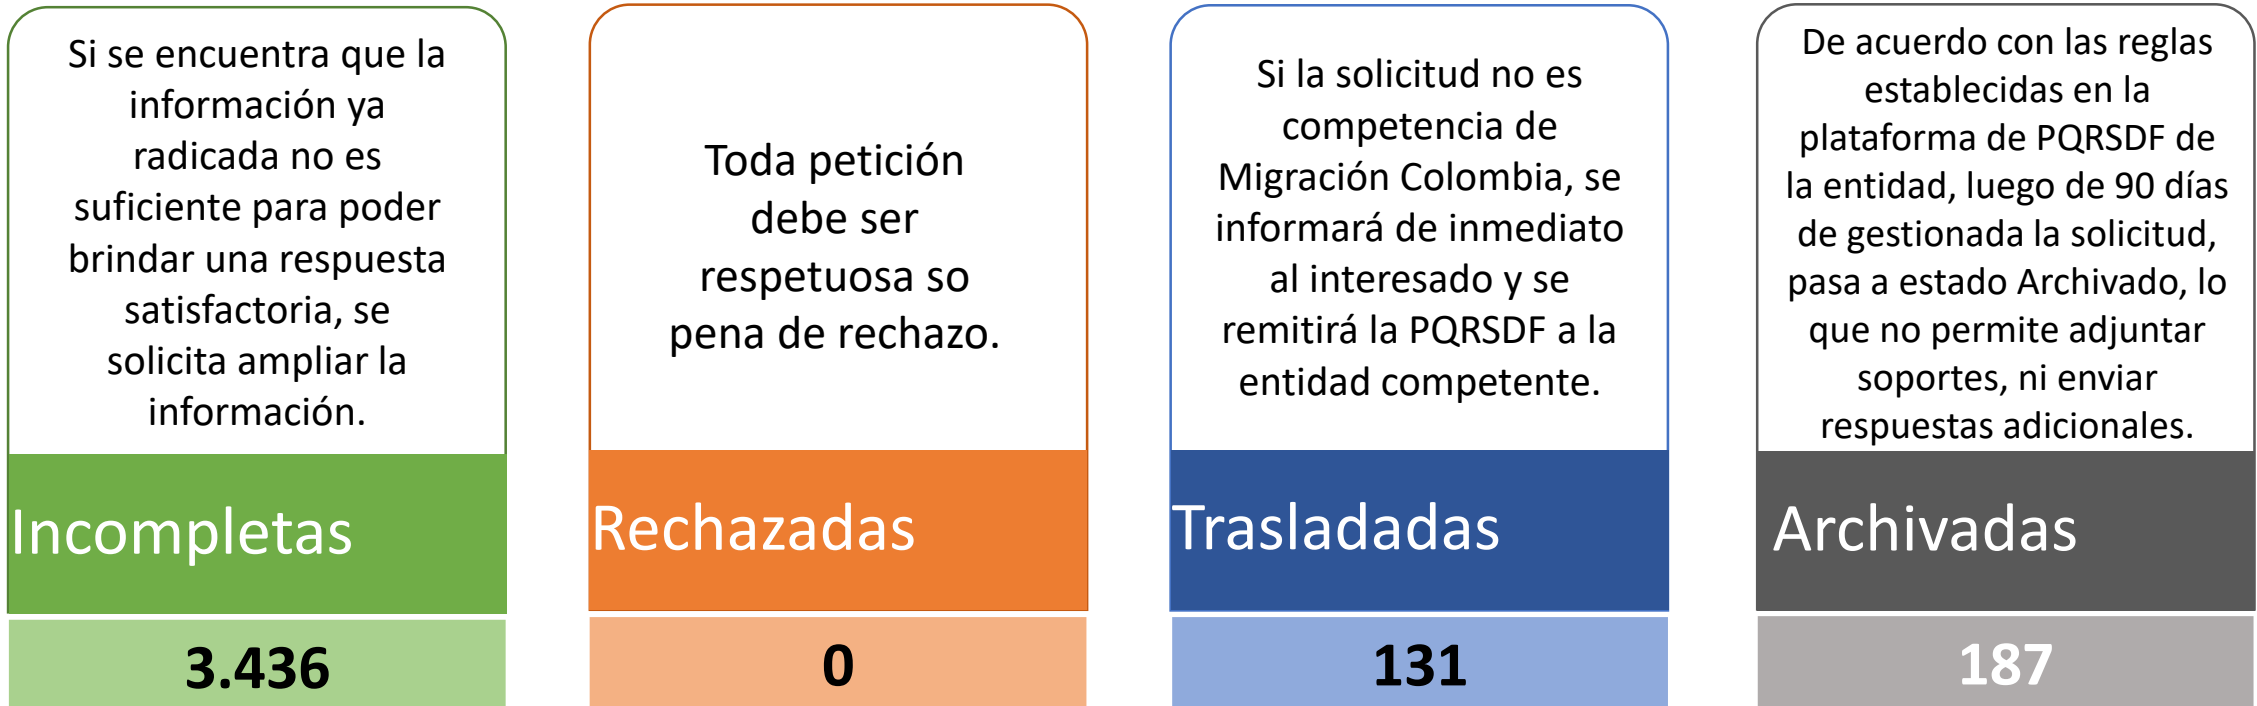 Si se encuentra que la
información ya
radicada no es
suficiente para poder
brindar una respuesta
satisfactoria, se
solicita ampliar la
información.
Incompletas
3.436
Toda petición
debe ser
respetuosa so
pena de rechazo.
Rechazadas
0
Si la solicitud no es
competencia de
Migración Colombia, se
informará de inmediato
al interesado y se
remitirá la PQRSDF a la
entidad competente.
Trasladadas
131
De acuerdo con las reglas
establecidas en la
plataforma de PQRSDF de
la entidad, luego de 90 días
de gestionada la solicitud,
pasa a estado Archivado, lo
que no permite adjuntar
soportes, ni enviar
respuestas adicionales.
Archivadas
187